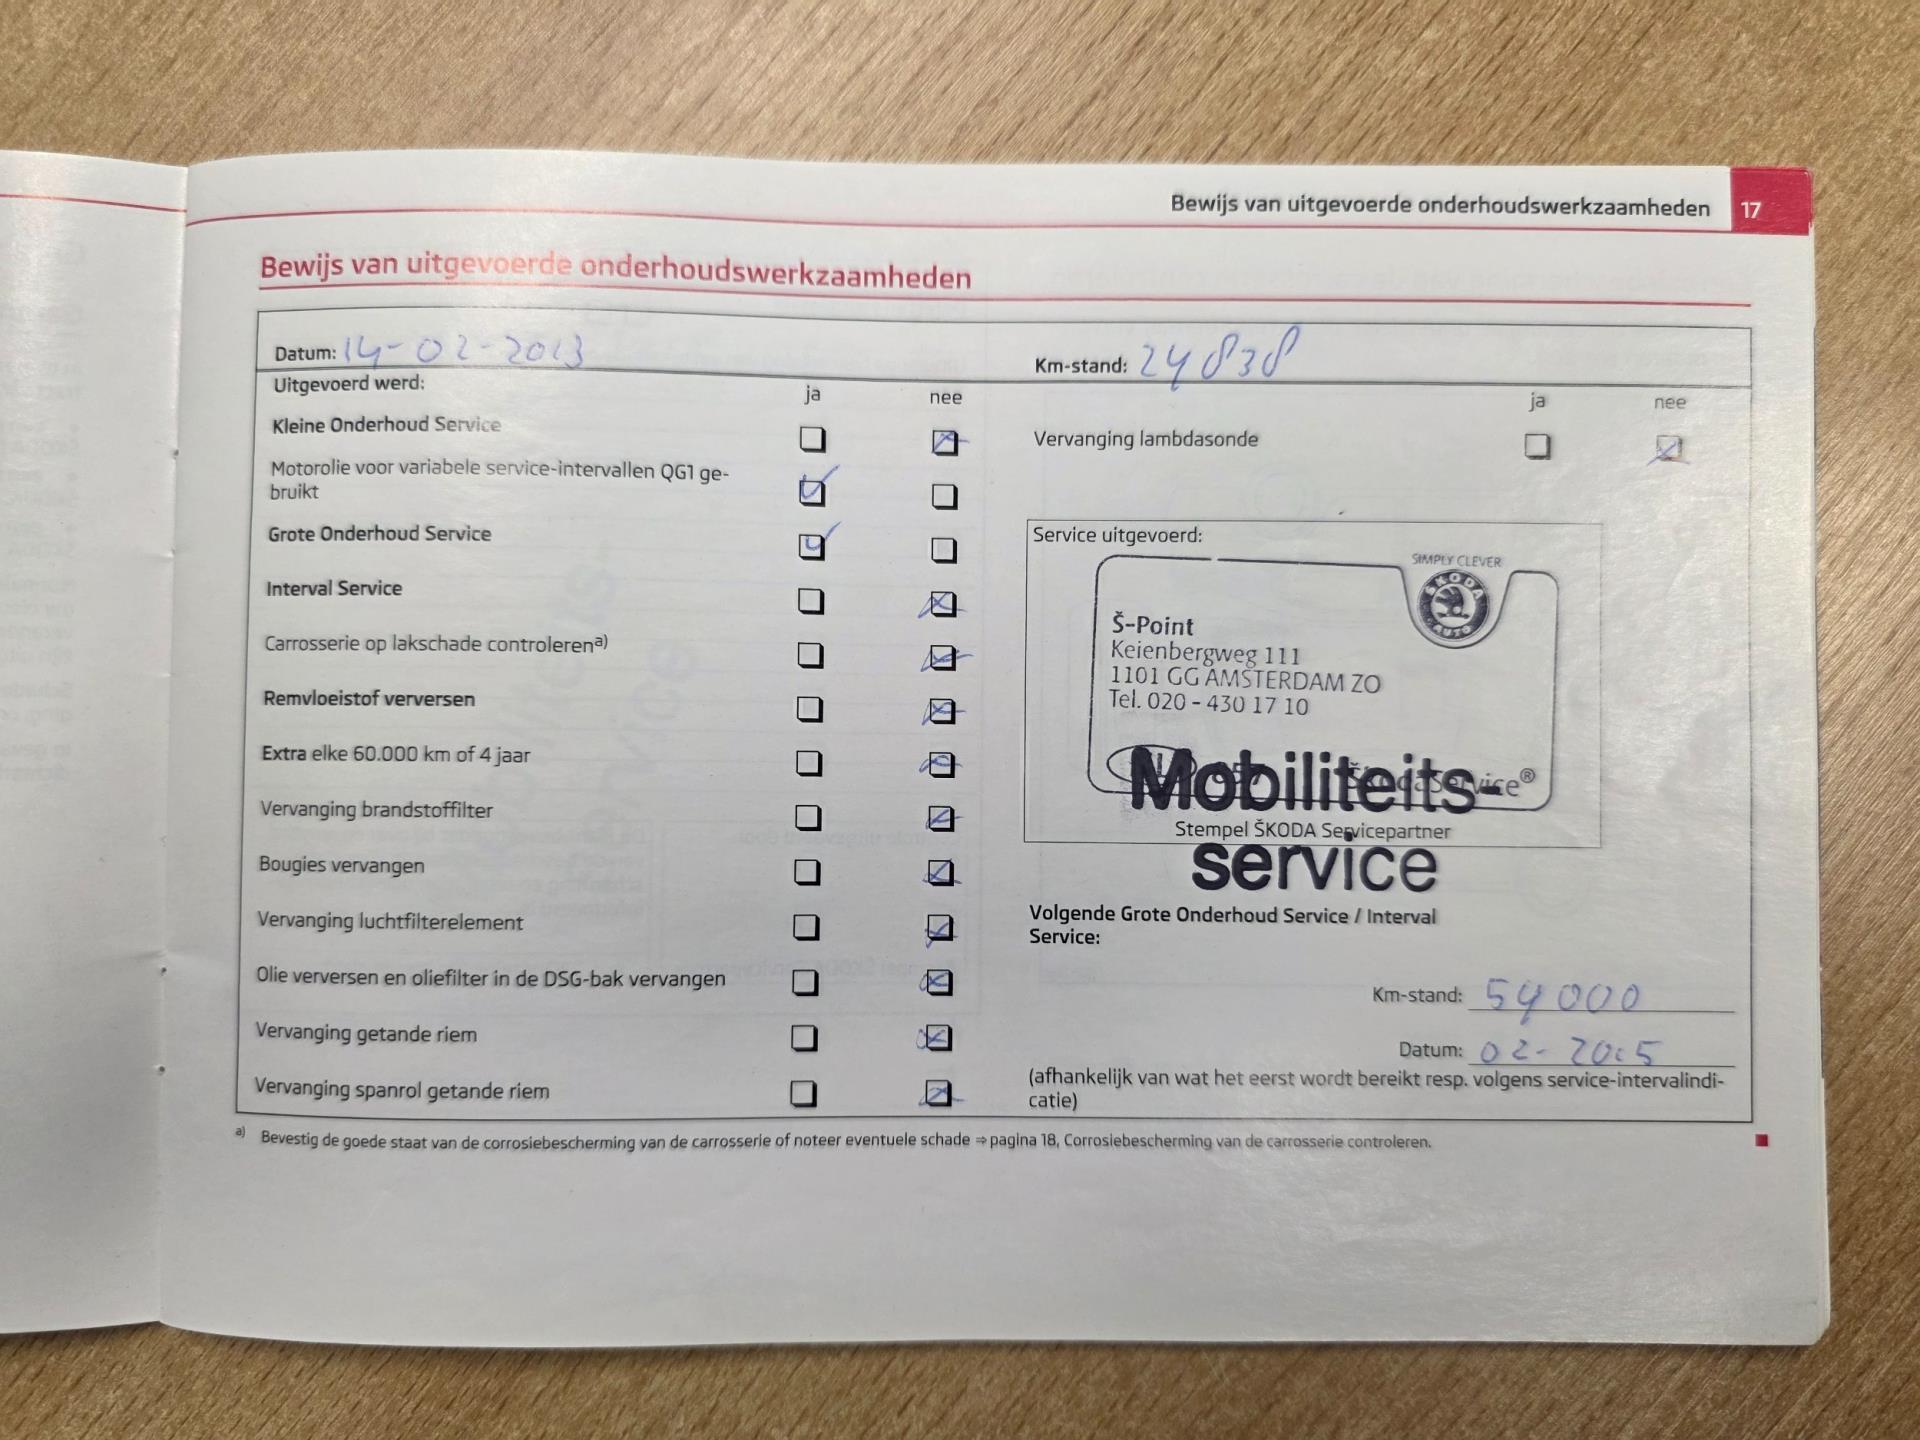 Bewijs van uitgevoerde onderhoudswerkzaamheden 17
Bewijs van uitgevoerde onderhoudswerkzaamheden
Datum: 14-02-2013
Km-stand: 24838
Uitgevoerd werd:
ja nee
ja nee
Kleine Onderhoud Service
Vervanging lambdasonde
Motorolie voor variabele service-intervallen QG1 ge-
bruikt
Grote Onderhoud Service
Interval Service
Carrosserie op lakschade controleren a)
Remvloeistof verversen
Extra elke 60.000 km of 4 jaar
Vervanging brandstoffilter
Bougies vervangen
Vervanging luchtfilterelement
Olie verversen en oliefilter in de DSG-bak vervangen
Vervanging getande riem
Vervanging spanrol getande riem
Service uitgevoerd:
SIMPLY CLEVER
ŠKODA
AUTO
Š-Point
Keienbergweg 111
1101 GG AMSTERDAM ZO
Tel. 020 - 430 17 10
ŠkodaService®
Mobiliteits-
Stempel ŠKODA Servicepartner
service
Volgende Grote Onderhoud Service / Interval
Service:
Km-stand: 54000
Datum: 02-2015
(afhankelijk van wat het eerst wordt bereikt resp. volgens service-intervalindi-
catie)
a) Bevestig de goede staat van de corrosiebescherming van de carrosserie of noteer eventuele schade ⇒ pagina 18, Corrosiebescherming van de carrosserie controleren.